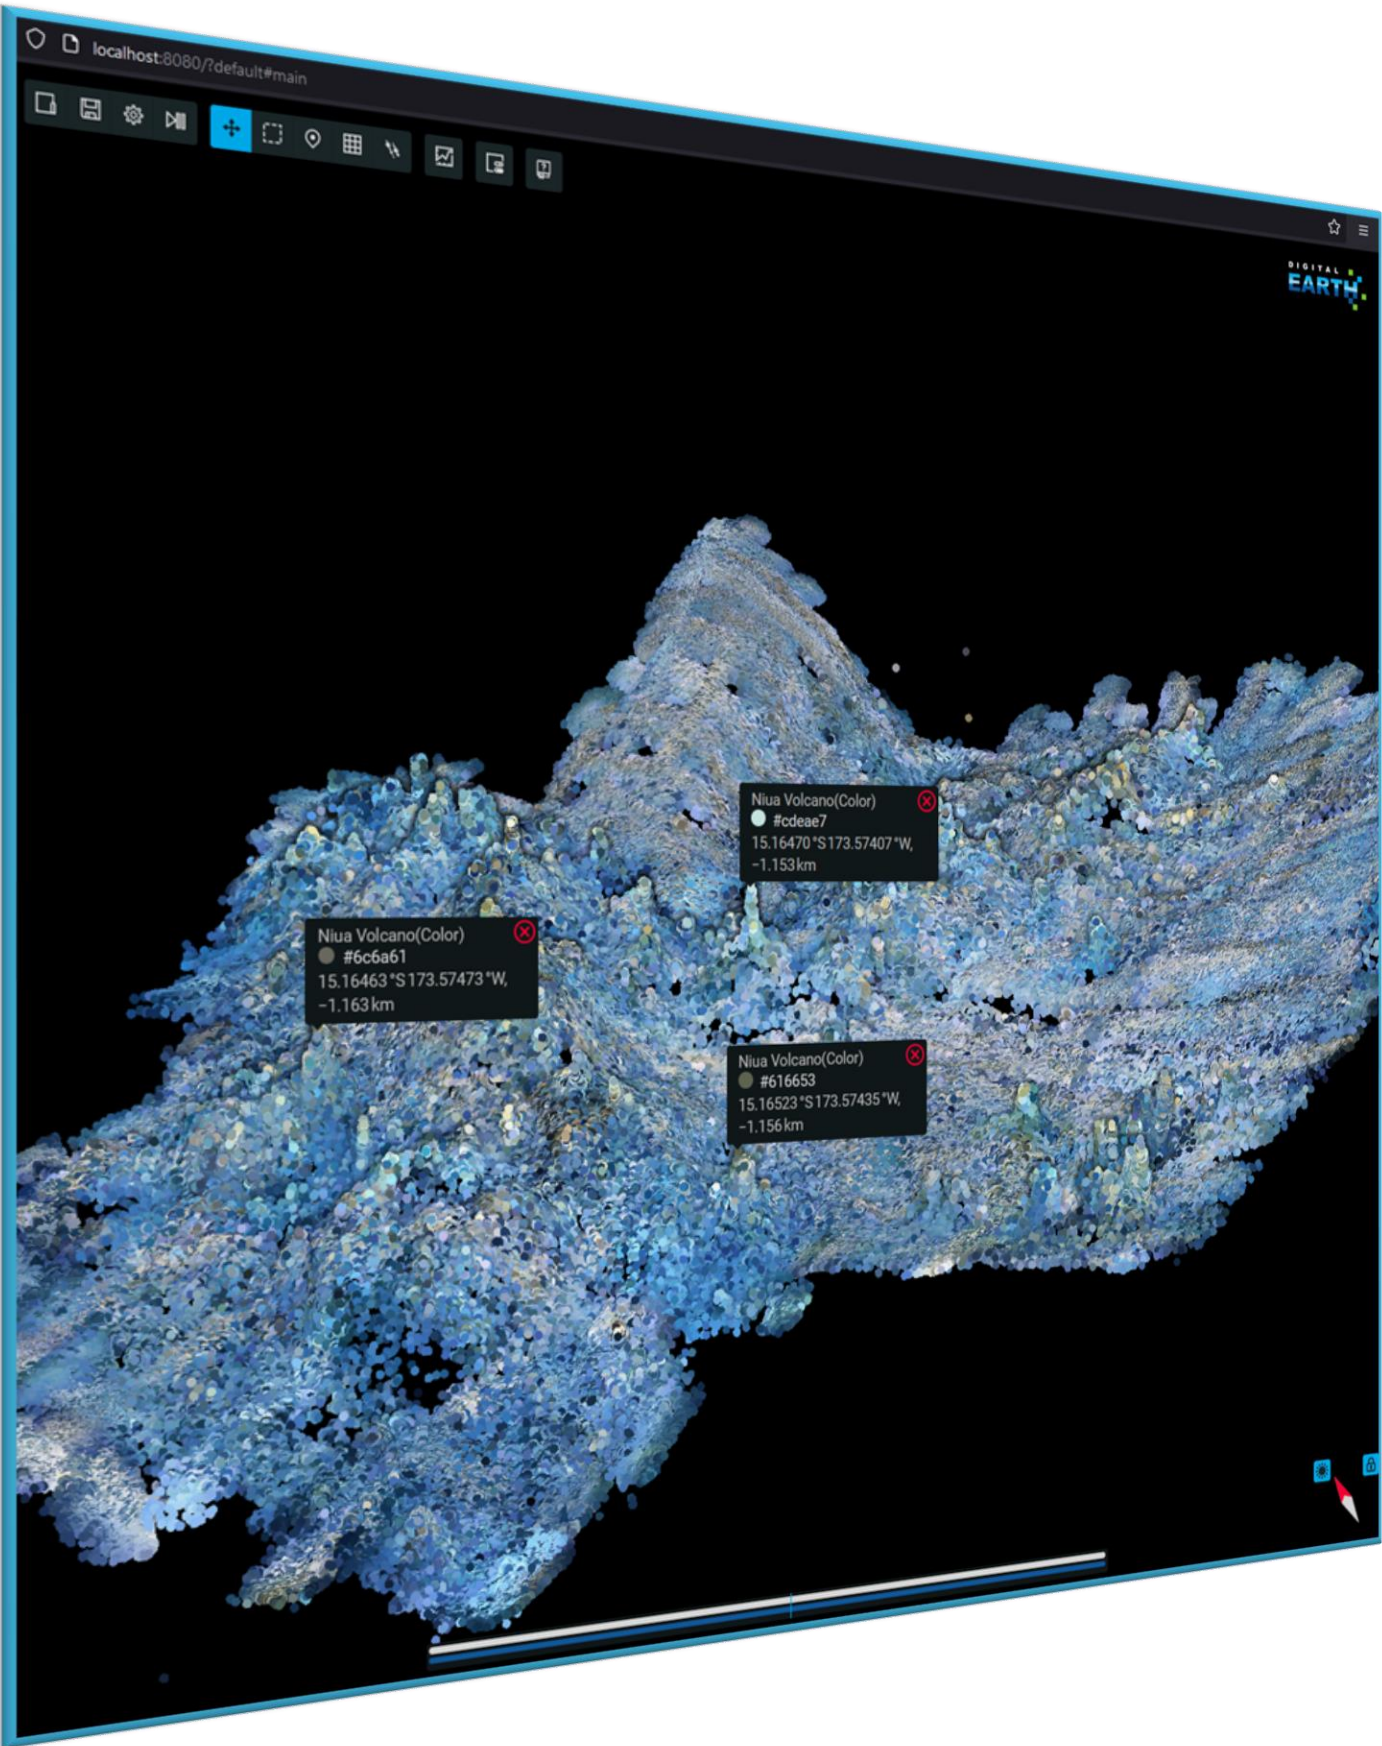 localhost:8080/?default#main
DIGITAL
EARTH
Niua Volcano(Color)
#cdeae7
15.16470°S173.57407°W,
−1.153km
Niua Volcano(Color)
#6c6a61
15.16463°S173.57473°W,
−1.163km
Niua Volcano(Color)
#616653
15.16523°S173.57435°W,
−1.156km